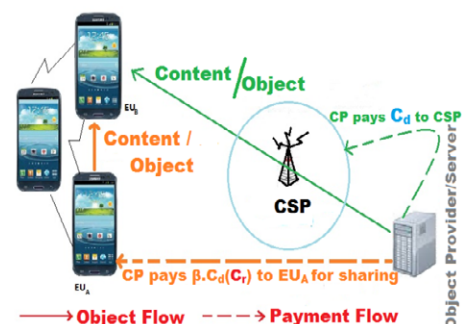 Content/Object
EU_B
CP pays C_d to CSP
Content /
Object
CSP
Object Provider/Server
CP pays β.C_d(C_r) to EU_A for sharing
EU_A
Object Flow
Payment Flow